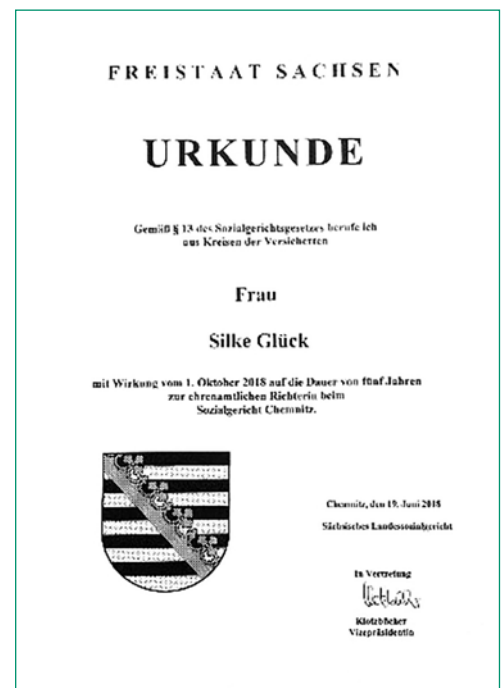 FREISTAAT SACHSEN
URKUNDE
Gemäß § 13 des Sozialgerichtsgesetzes berufe ich
aus Kreisen der Versicherten
Frau
Silke Glück
mit Wirkung vom 1. Oktober 2018 auf die Dauer von fünf Jahren
zur ehrenamtlichen Richterin beim
Sozialgericht Chemnitz.
Chemnitz, den 19. Juni 2018
Sächsisches Landessozialgericht
In Vertretung
Klotzbücher
Vizepräsidentin